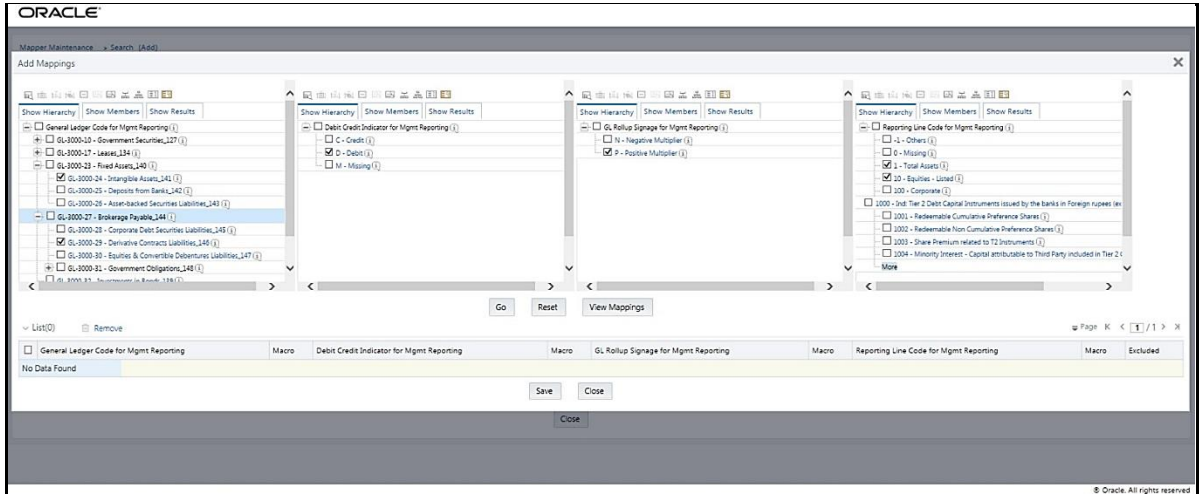 ORACLE
Mapper Maintenance › Search (Add)
Add Mappings
Show Hierarchy Show Members Show Results
General Ledger Code for Mgmt Reporting
GL-3000-10 - Government Securities_127
GL-3000-17 - Leases_134
GL-3000-23 - Fixed Assets_140
GL-3000-24 - Intangible Assets_141
GL-3000-25 - Deposits from Banks_142
GL-3000-26 - Asset-backed Securities Liabilities_143
GL-3000-27 - Brokerage Payable_144
GL-3000-28 - Corporate Debt Securities Liabilities_145
GL-3000-29 - Derivative Contracts Liabilities_146
GL-3000-30 - Equities & Convertible Debentures Liabilities_147
GL-3000-31 - Government Obligations_148
Show Hierarchy Show Members Show Results
Debit Credit Indicator for Mgmt Reporting
C - Credit
D - Debit
M - Missing
Show Hierarchy Show Members Show Results
GL Rollup Signage for Mgmt Reporting
N - Negative Multiplier
P - Positive Multiplier
Show Hierarchy Show Members Show Results
Reporting Line Code for Mgmt Reporting
-1 - Others
0 - Missing
1 - Total Assets
10 - Equities - Listed
100 - Corporate
1000 - Ind: Tier 2 Debt Capital Instruments issued by the banks in Foreign rupees (ex
1001 - Redeemable Cumulative Preference Shares
1002 - Redeemable Non Cumulative Preference Shares
1003 - Share Premium related to T2 Instruments
1004 - Minority Interest - Capital attributable to Third Party included in Tier 2
More
Go Reset View Mappings
List(0) Remove Page 1 / 1
General Ledger Code for Mgmt Reporting Macro Debit Credit Indicator for Mgmt Reporting Macro GL Rollup Signage for Mgmt Reporting Macro Reporting Line Code for Mgmt Reporting Macro Excluded
No Data Found
Save Close
Close
© Oracle. All rights reserved